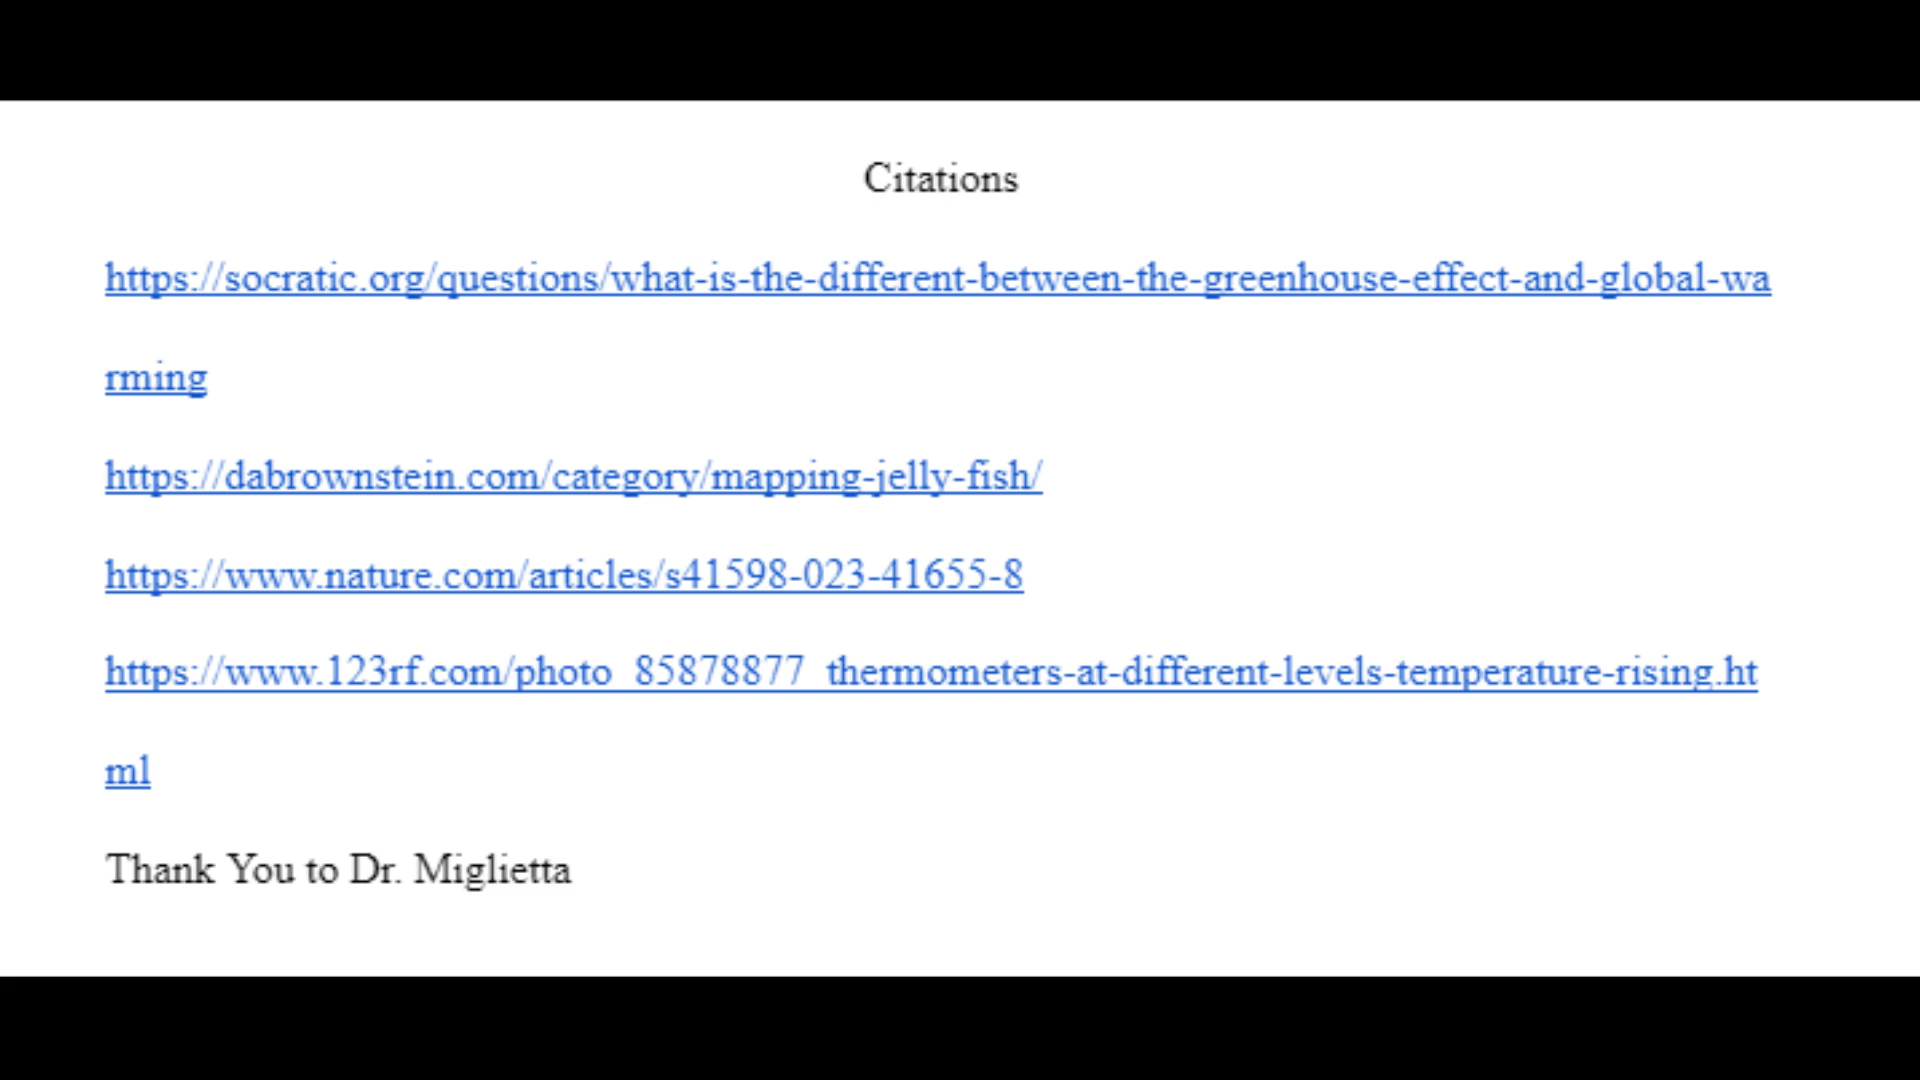 Citations
https://socratic.org/questions/what-is-the-different-between-the-greenhouse-effect-and-global-wa
rming
https://dabrownstein.com/category/mapping-jelly-fish/
https://www.nature.com/articles/s41598-023-41655-8
https://www.123rf.com/photo_85878877_thermometers-at-different-levels-temperature-rising.ht
ml
Thank You to Dr. Miglietta